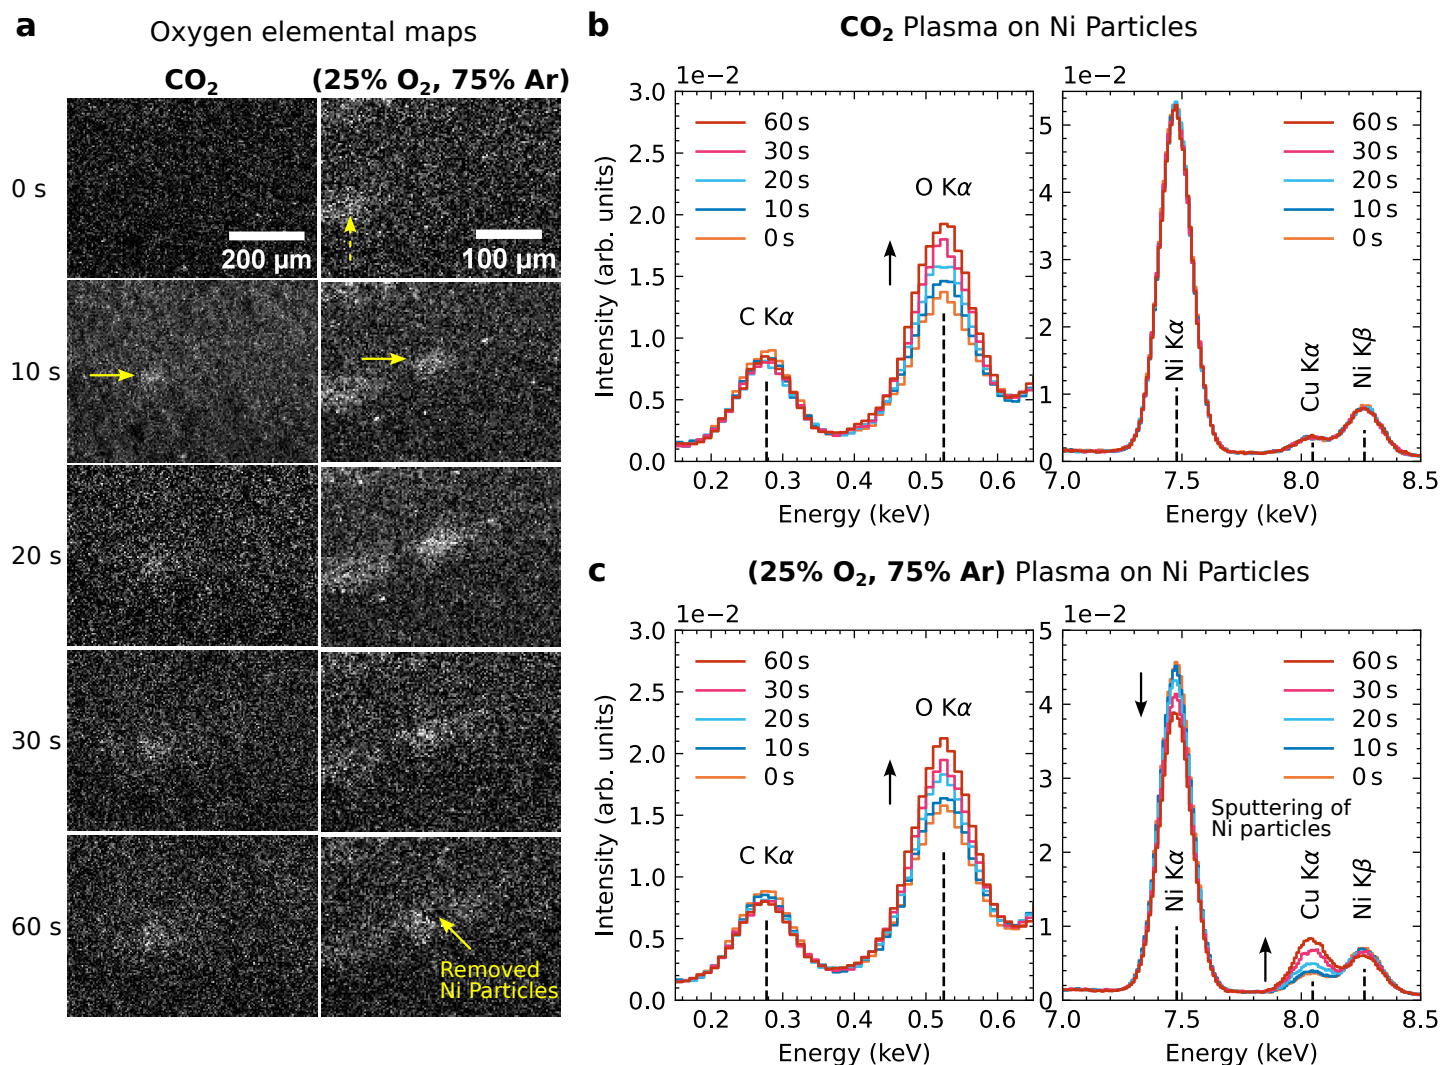 a
Oxygen elemental maps
CO₂
(25% O₂, 75% Ar)
0 s
200 µm
100 µm
10 s
20 s
30 s
60 s
Removed
Ni Particles
b
CO₂ Plasma on Ni Particles
1e−2
3.0
2.5
2.0
1.5
1.0
0.5
0.0
Intensity (arb. units)
60 s
30 s
20 s
10 s
0 s
C Kα
O Kα
0.2
0.3
0.4
0.5
0.6
Energy (keV)
1e−2
5
4
3
2
1
0
60 s
30 s
20 s
10 s
0 s
Ni Kα
Cu Kα
Ni Kβ
7.0
7.5
8.0
8.5
Energy (keV)
c
(25% O₂, 75% Ar) Plasma on Ni Particles
1e−2
3.0
2.5
2.0
1.5
1.0
0.5
0.0
Intensity (arb. units)
60 s
30 s
20 s
10 s
0 s
C Kα
O Kα
0.2
0.3
0.4
0.5
0.6
Energy (keV)
1e−2
5
4
3
2
1
0
60 s
30 s
20 s
10 s
0 s
Sputtering of
Ni particles
Ni Kα
Cu Kα
Ni Kβ
7.0
7.5
8.0
8.5
Energy (keV)